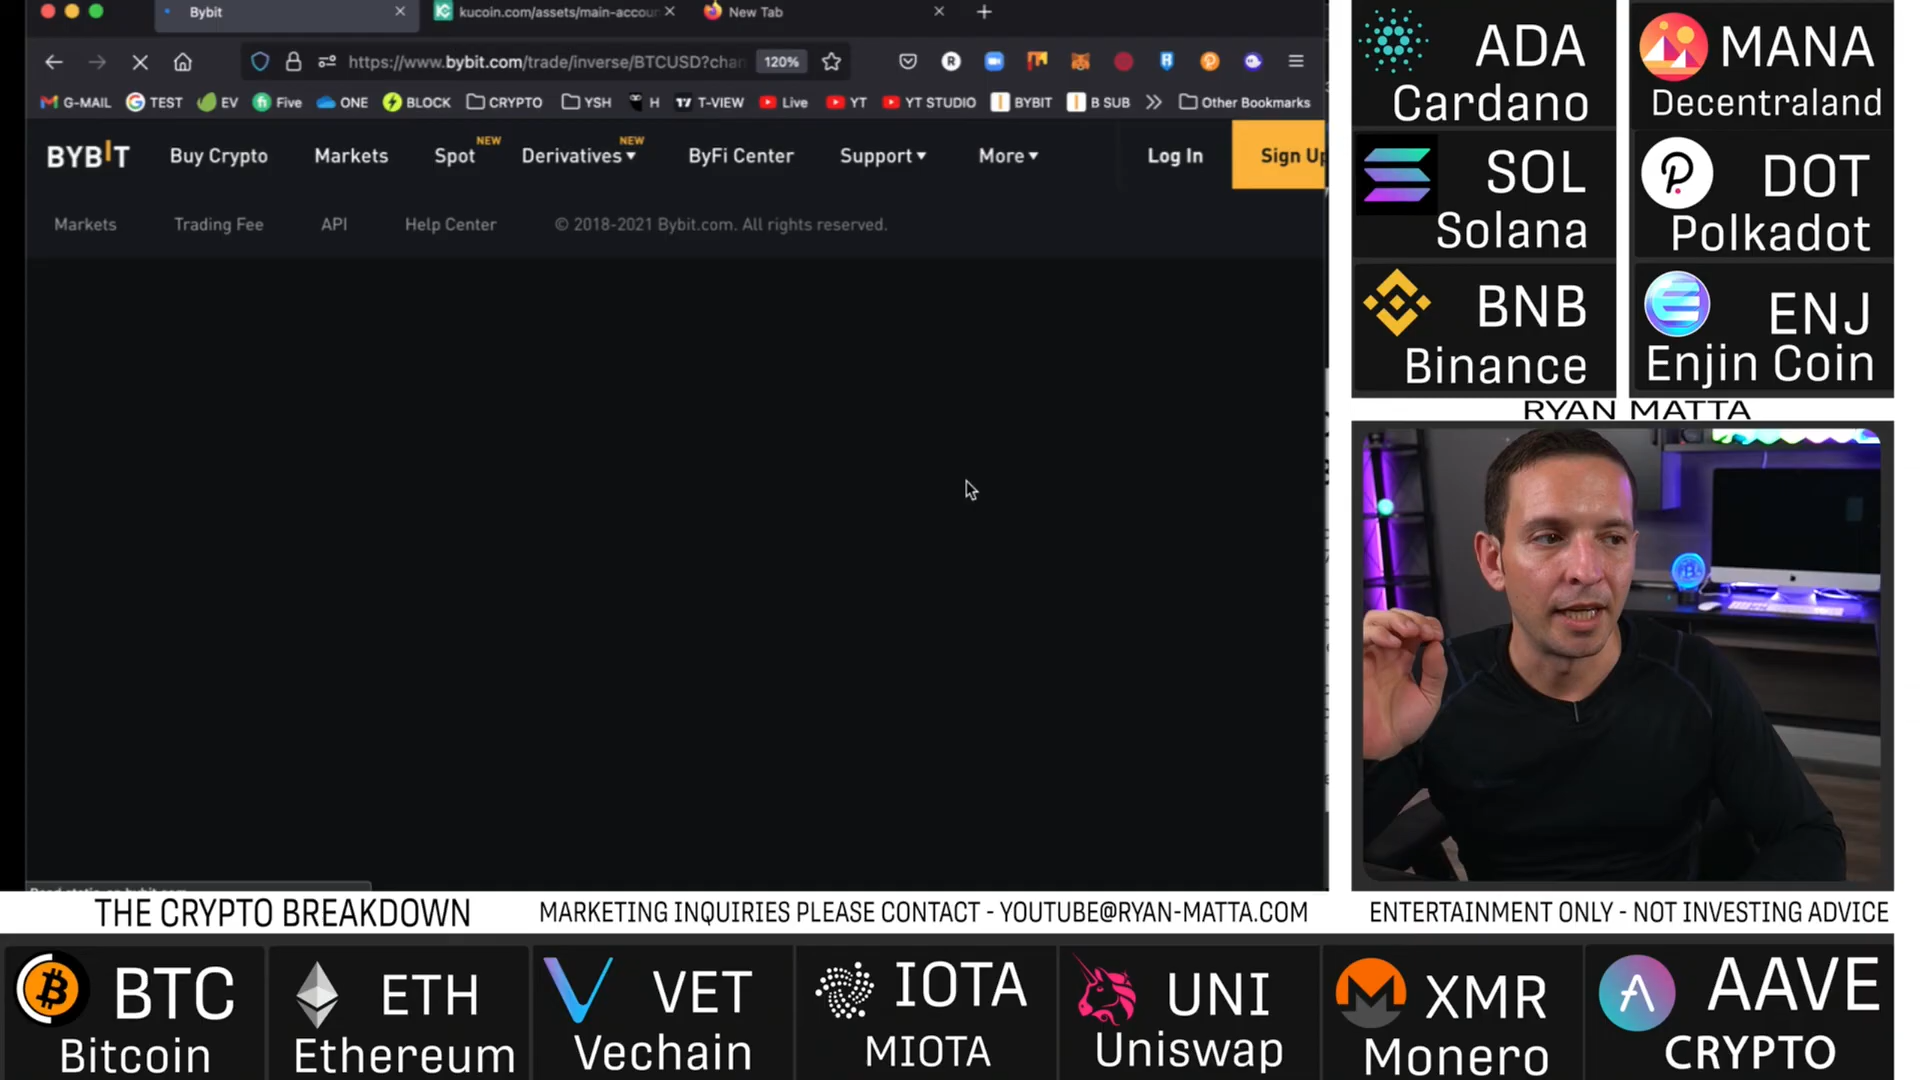 Bybit
kucoin.com/assets/main-accour
New Tab
https://www.bybit.com/trade/inverse/BTCUSD?char
120%
G-MAIL TEST EV Five ONE BLOCK CRYPTO YSH H T-VIEW Live YT YT STUDIO BYBIT B SUB Other Bookmarks
BYBIT Buy Crypto Markets Spot NEW Derivatives NEW ByFi Center Support More Log In Sign Up
Markets Trading Fee API Help Center © 2018-2021 Bybit.com. All rights reserved.
ADA
Cardano
MANA
Decentraland
SOL
Solana
DOT
Polkadot
BNB
Binance
ENJ
Enjin Coin
RYAN MATTA
THE CRYPTO BREAKDOWN
MARKETING INQUIRIES PLEASE CONTACT - YOUTUBE@RYAN-MATTA.COM
ENTERTAINMENT ONLY - NOT INVESTING ADVICE
BTC
Bitcoin
ETH
Ethereum
VET
Vechain
IOTA
MIOTA
UNI
Uniswap
XMR
Monero
AAVE
CRYPTO